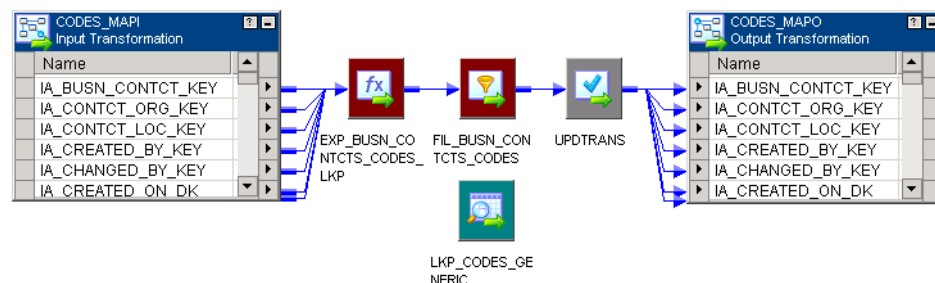 CODES_MAPI
Input Transformation
Name
IA_BUSN_CONTCT_KEY
IA_CONTCT_ORG_KEY
IA_CONTCT_LOC_KEY
IA_CREATED_BY_KEY
IA_CHANGED_BY_KEY
IA_CREATED_ON_DK
fx
EXP_BUSN_CO
NTCTS_CODES_
LKP
FIL_BUSN_CON
TCTS_CODES
UPDTRANS
LKP_CODES_GE
NERIC
CODES_MAPO
Output Transformation
Name
IA_BUSN_CONTCT_KEY
IA_CONTCT_ORG_KEY
IA_CONTCT_LOC_KEY
IA_CREATED_BY_KEY
IA_CHANGED_BY_KEY
IA_CREATED_ON_DK